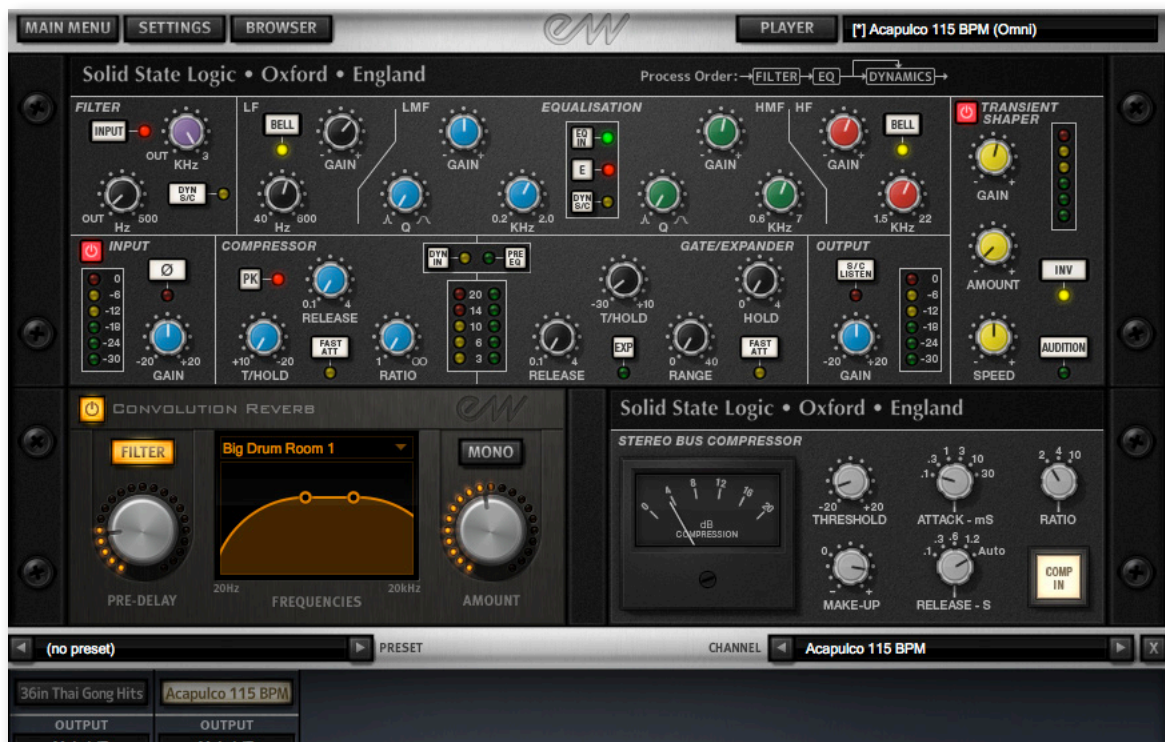 MAIN MENU SETTINGS BROWSER EW PLAYER [*] Acapulco 115 BPM (Omni)
Solid State Logic • Oxford • England Process Order: FILTER EQ DYNAMICS
FILTER LF LMF EQUALISATION HMF HF TRANSIENT SHAPER
INPUT OUT 3 KHz
DYN S/C
OUT 500 Hz
BELL
- + GAIN
40 800 Hz
- + GAIN
Q
0.2 2.0 KHz
EQ IN
E
DYN S/C
- + GAIN
Q
0.6 7 KHz
- + GAIN
BELL
1.5 22 KHz
- + GAIN
- + AMOUNT
INV
- + SPEED
AUDITION
INPUT
0
-6
-12
-18
-24
-30
Ø
-20 +20
GAIN
COMPRESSOR
PK
0.1 4
RELEASE
+10 -20
T/HOLD
FAST ATT
1 ∞
RATIO
DYN IN PRE EQ
20
14
10
6
3
GATE/EXPANDER
-30 +10
T/HOLD
0 4
HOLD
0.1 4
RELEASE
EXP
0 40
RANGE
FAST ATT
OUTPUT
S/C LISTEN
-20 +20
GAIN
0
-6
-12
-18
-24
-30
CONVOLUTION REVERB EW
FILTER
PRE-DELAY
Big Drum Room 1
20Hz 20kHz
FREQUENCIES
MONO
AMOUNT
Solid State Logic • Oxford • England
STEREO BUS COMPRESSOR
0 4 8 12 16 20
dB
COMPRESSION
-20 +20
THRESHOLD
.1 .3 1 3 10 30
ATTACK - mS
2 4 10
RATIO
0 - +
MAKE-UP
.1 .3 .6 1.2 Auto
RELEASE - S
COMP
IN
(no preset) PRESET CHANNEL Acapulco 115 BPM X
36in Thai Gong Hits Acapulco 115 BPM
OUTPUT OUTPUT